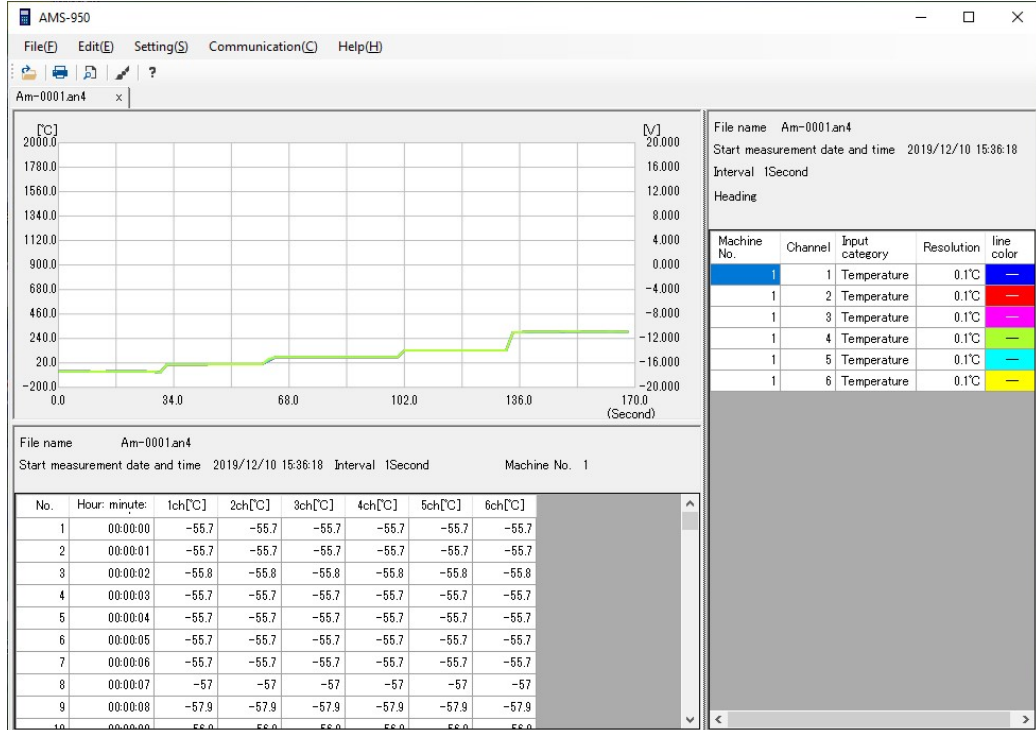 AMS-950
File(F) Edit(E) Setting(S) Communication(C) Help(H)
?
Am-0001.an4 x
[℃] [V]
2000.0 20.000
1780.0 16.000
1560.0 12.000
1340.0 8.000
1120.0 4.000
900.0 0.000
680.0 -4.000
460.0 -8.000
240.0 -12.000
20.0 -16.000
-200.0 -20.000
0.0 34.0 68.0 102.0 136.0 170.0
(Second)
File name Am-0001.an4
Start measurement date and time 2019/12/10 15:36:18
Interval 1Second
Heading
Machine No. Channel Input category Resolution line color
1 1 Temperature 0.1℃ —
1 2 Temperature 0.1℃ —
1 3 Temperature 0.1℃ —
1 4 Temperature 0.1℃ —
1 5 Temperature 0.1℃ —
1 6 Temperature 0.1℃ —
File name Am-0001.an4
Start measurement date and time 2019/12/10 15:36:18 Interval 1Second Machine No. 1
No. Hour: minute: 1ch[℃] 2ch[℃] 3ch[℃] 4ch[℃] 5ch[℃] 6ch[℃]
1 00:00:00 -55.7 -55.7 -55.7 -55.7 -55.7 -55.7
2 00:00:01 -55.7 -55.7 -55.7 -55.7 -55.7 -55.7
3 00:00:02 -55.8 -55.8 -55.8 -55.8 -55.8 -55.8
4 00:00:03 -55.7 -55.7 -55.7 -55.7 -55.7 -55.7
5 00:00:04 -55.7 -55.7 -55.7 -55.7 -55.7 -55.7
6 00:00:05 -55.7 -55.7 -55.7 -55.7 -55.7 -55.7
7 00:00:06 -55.7 -55.7 -55.7 -55.7 -55.7 -55.7
8 00:00:07 -57 -57 -57 -57 -57 -57
9 00:00:08 -57.9 -57.9 -57.9 -57.9 -57.9 -57.9